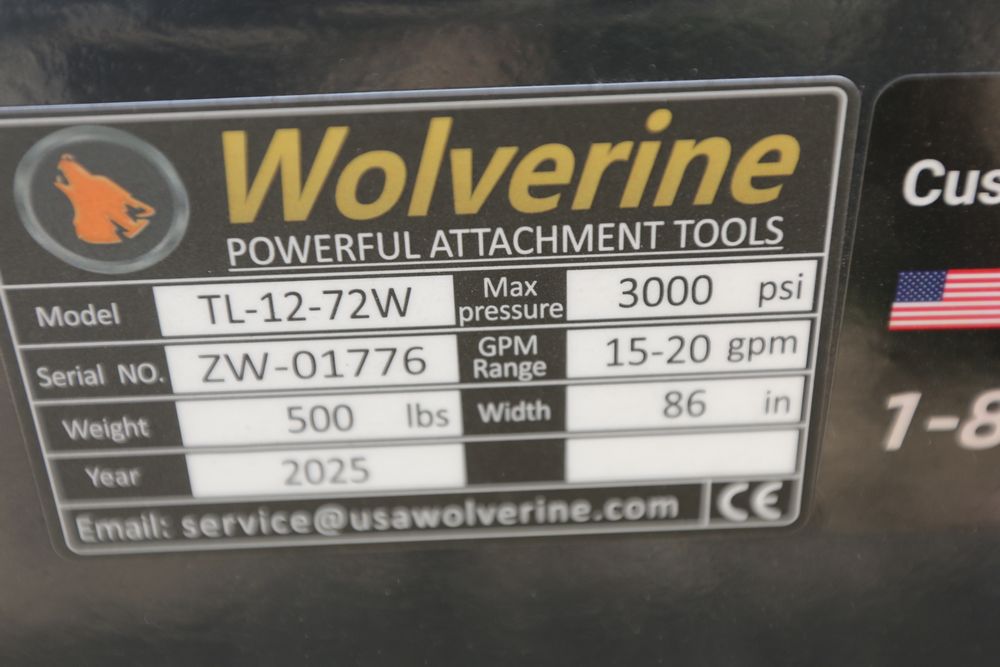 Wolverine
POWERFUL ATTACHMENT TOOLS
Model TL-12-72W Max pressure 3000 psi
Serial NO. ZW-01776 GPM Range 15-20 gpm
Weight 500 lbs Width 86 in
Year 2025
Email: service@usawolverine.com CE
Cus
1-8